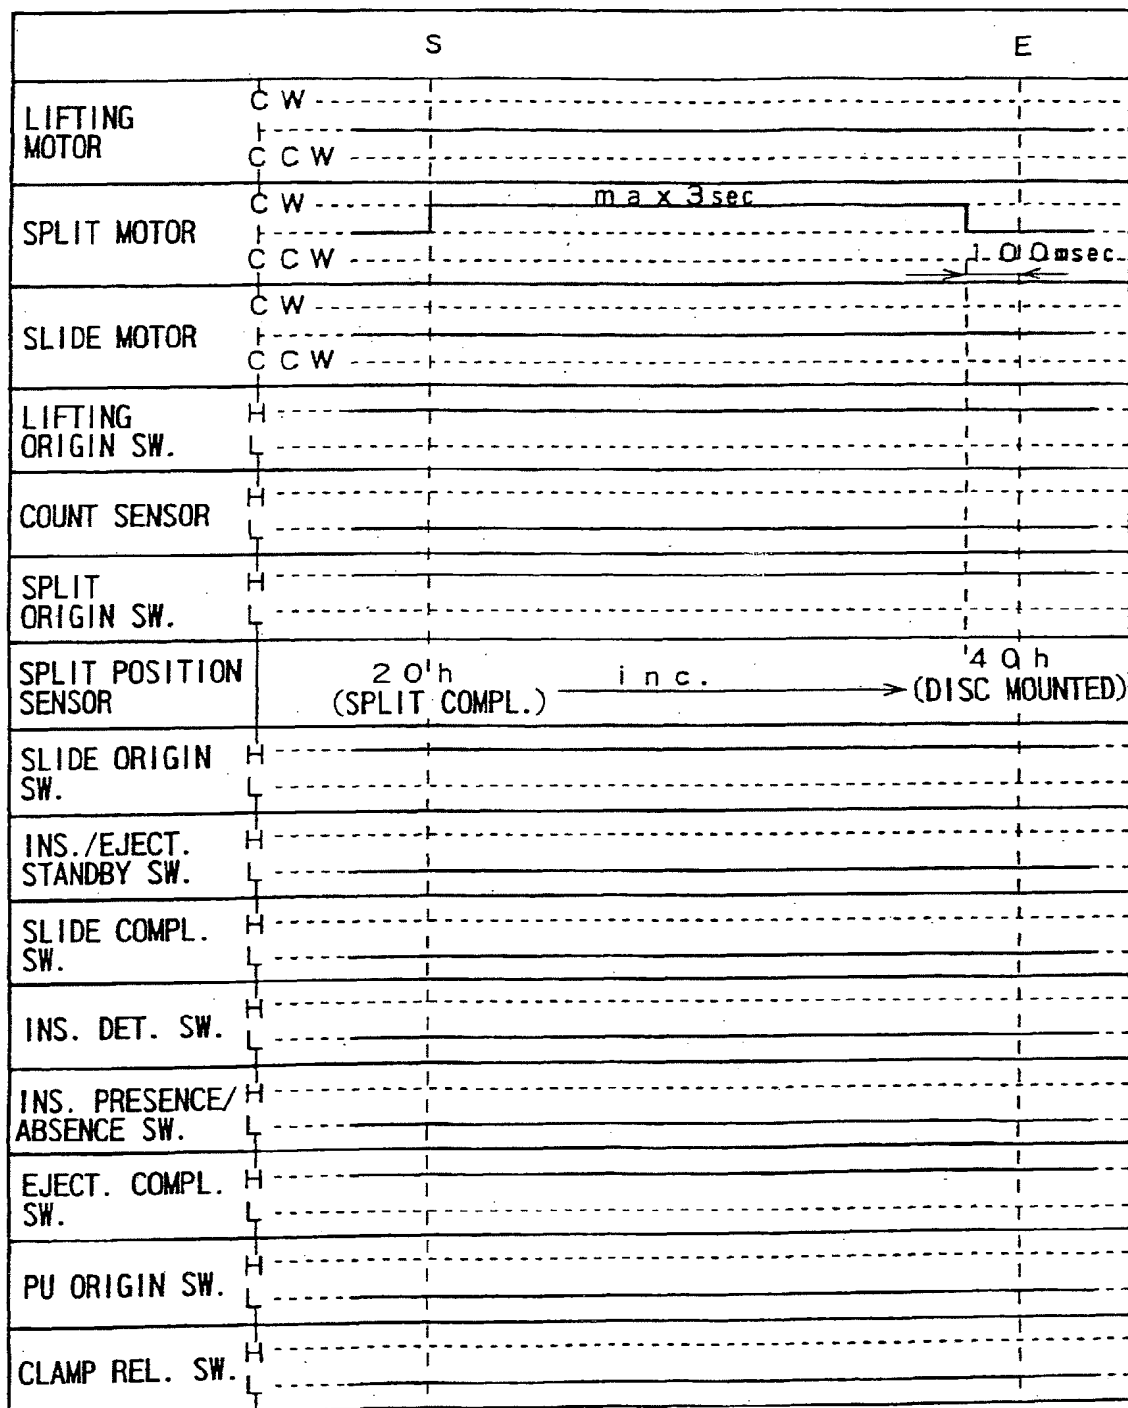 S E
LIFTING
MOTOR
CW
CCW
SPLIT MOTOR
CW
max 3sec
CCW
100msec
SLIDE MOTOR
CW
CCW
LIFTING
ORIGIN SW.
H
L
COUNT SENSOR
H
L
SPLIT
ORIGIN SW.
H
L
SPLIT POSITION
SENSOR
20h
(SPLIT COMPL.)
inc.
40h
(DISC MOUNTED)
SLIDE ORIGIN
SW.
H
L
INS./EJECT.
STANDBY SW.
H
L
SLIDE COMPL.
SW.
H
L
INS. DET. SW.
H
L
INS. PRESENCE/
ABSENCE SW.
H
L
EJECT. COMPL.
SW.
H
L
PU ORIGIN SW.
H
L
CLAMP REL. SW.
H
L